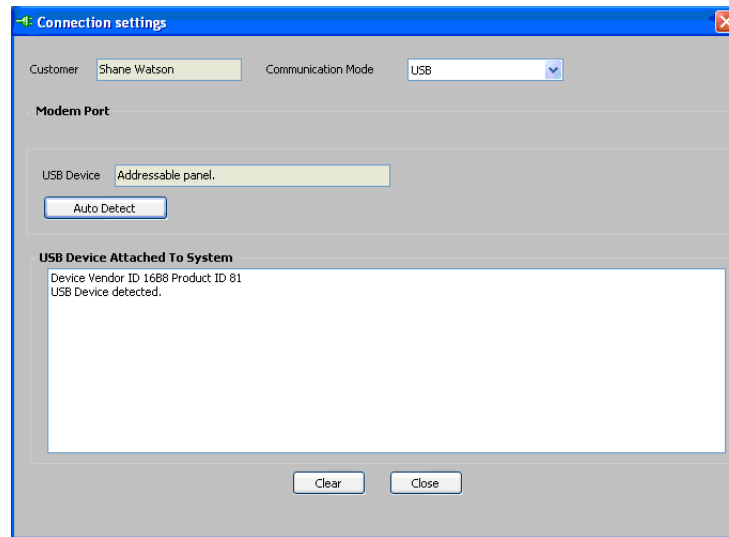 Connection settings
Customer Shane Watson Communication Mode USB
Modem Port
USB Device Addressable panel.
Auto Detect
USB Device Attached To System
Device Vendor ID 16B8 Product ID 81
USB Device detected.
Clear Close